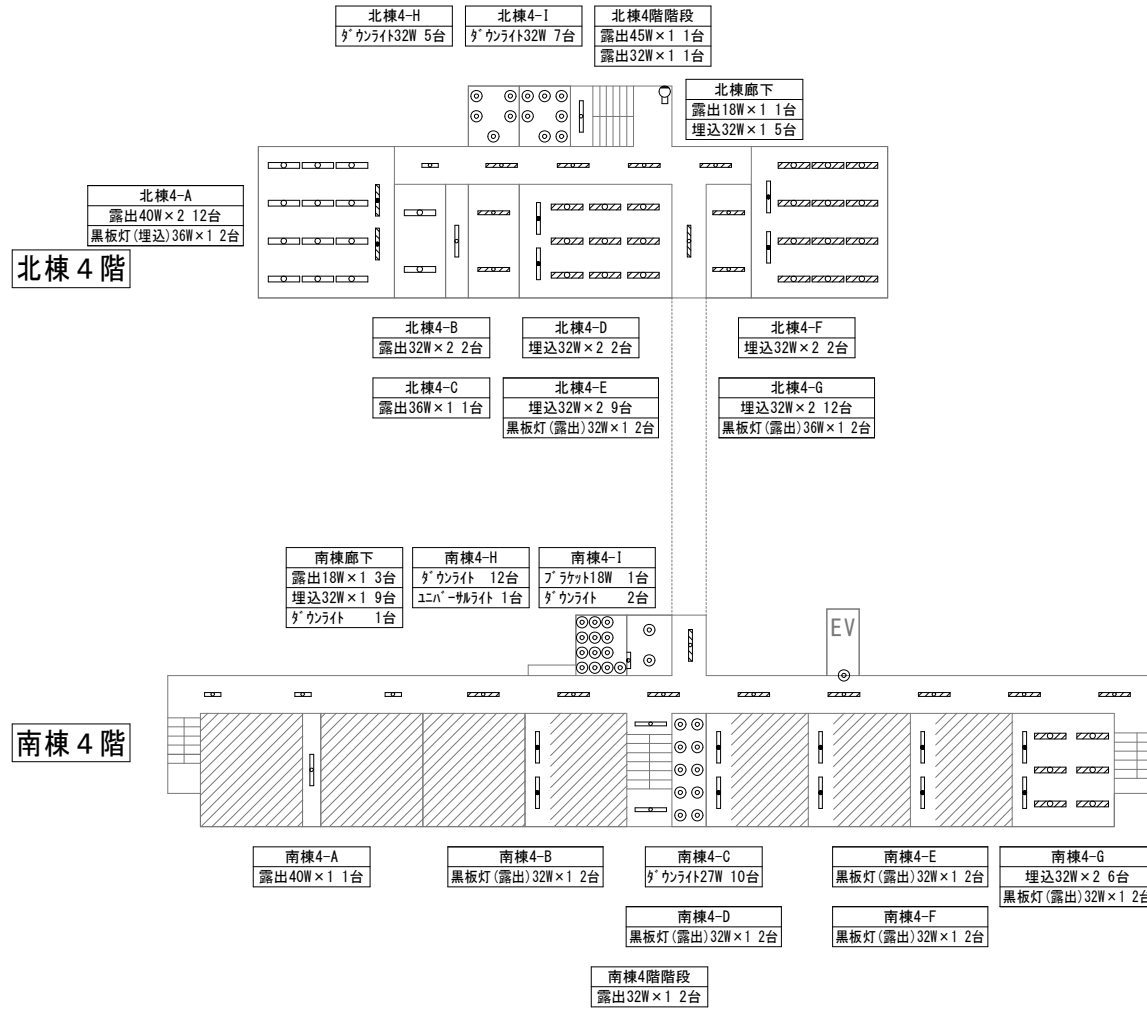 北棟4-H
ﾀﾞｳﾝﾗｲﾄ32W 5台
北棟4-I
ﾀﾞｳﾝﾗｲﾄ32W 7台
北棟4階階段
露出45W×1 1台
露出32W×1 1台
北棟廊下
露出18W×1 1台
埋込32W×1 5台
北棟4-A
露出40W×2 12台
黒板灯(埋込)36W×1 2台
北棟４階
北棟4-B
露出32W×2 2台
北棟4-D
埋込32W×2 2台
北棟4-F
埋込32W×2 2台
北棟4-C
露出36W×1 1台
北棟4-E
埋込32W×2 9台
黒板灯(露出)32W×1 2台
北棟4-G
埋込32W×2 12台
黒板灯(露出)36W×1 2台
南棟廊下
露出18W×1 3台
埋込32W×1 9台
ﾀﾞｳﾝﾗｲﾄ 1台
南棟4-H
ﾀﾞｳﾝﾗｲﾄ 12台
ﾕﾆﾊﾞｰｻﾙﾗｲﾄ 1台
南棟4-I
ﾌﾞﾗｹｯﾄ18W 1台
ﾀﾞｳﾝﾗｲﾄ 2台
EV
南棟４階
南棟4-A
露出40W×1 1台
南棟4-B
黒板灯(露出)32W×1 2台
南棟4-C
ﾀﾞｳﾝﾗｲﾄ27W 10台
南棟4-E
黒板灯(露出)32W×1 2台
南棟4-G
埋込32W×2 6台
黒板灯(露出)32W×1 2台
南棟4-D
黒板灯(露出)32W×1 2台
南棟4-F
黒板灯(露出)32W×1 2台
南棟4階階段
露出32W×1 2台